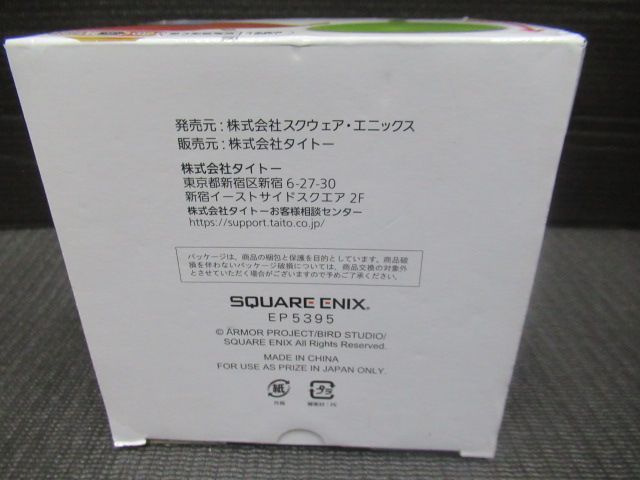 発売元：株式会社スクウェア・エニックス
販売元：株式会社タイトー
株式会社タイトー
東京都新宿区新宿 6-27-30
新宿イーストサイドスクエア 2F
株式会社タイトーお客様相談センター
https://support.taito.co.jp/
パッケージは、商品の梱包と保護を目的としています。商品破
損を伴わないパッケージ破損については、商品交換の対象外
とさせていただく場合がございますので予めご了承ください。
SQUARE ENIX®
EP5395
© ARMOR PROJECT/BIRD STUDIO/
SQUARE ENIX All Rights Reserved.
MADE IN CHINA
FOR USE AS PRIZE IN JAPAN ONLY.
紙 プラ
外箱